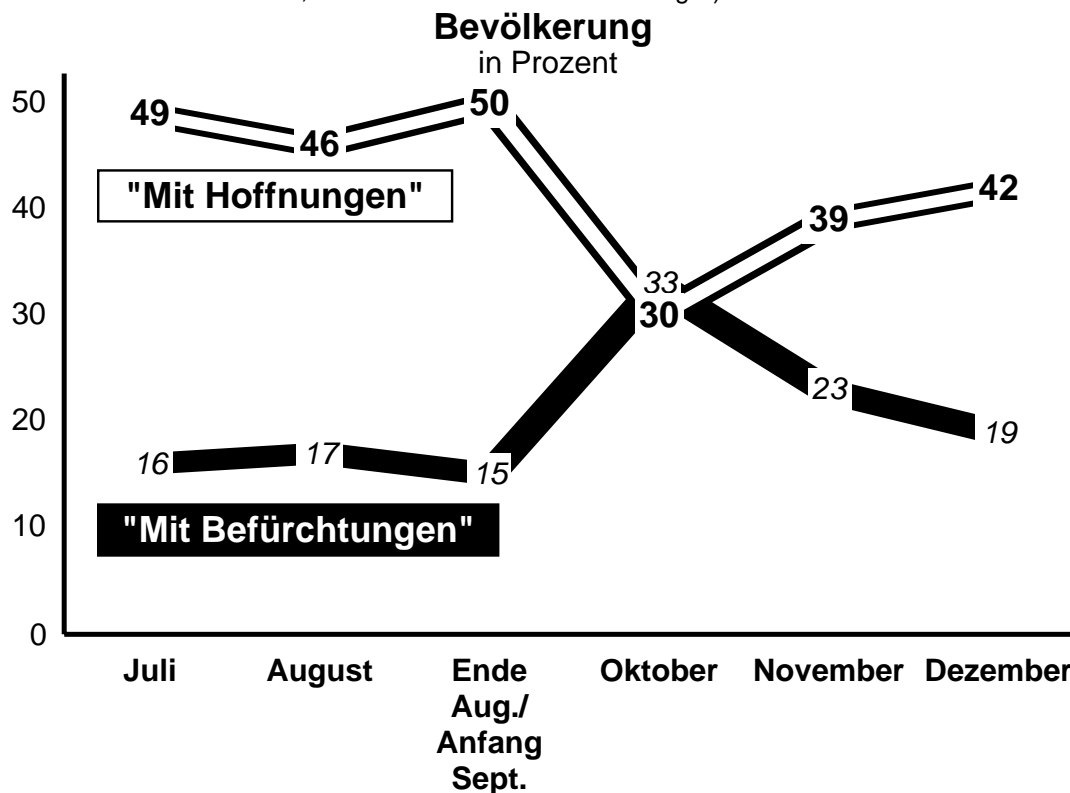 Bevölkerung
in Prozent
50
40
30
20
10
0
49
46
50
30
39
42
"Mit Hoffnungen"
33
16
17
15
23
19
"Mit Befürchtungen"
Juli
August
Ende
Aug./
Anfang
Sept.
Oktober
November
Dezember